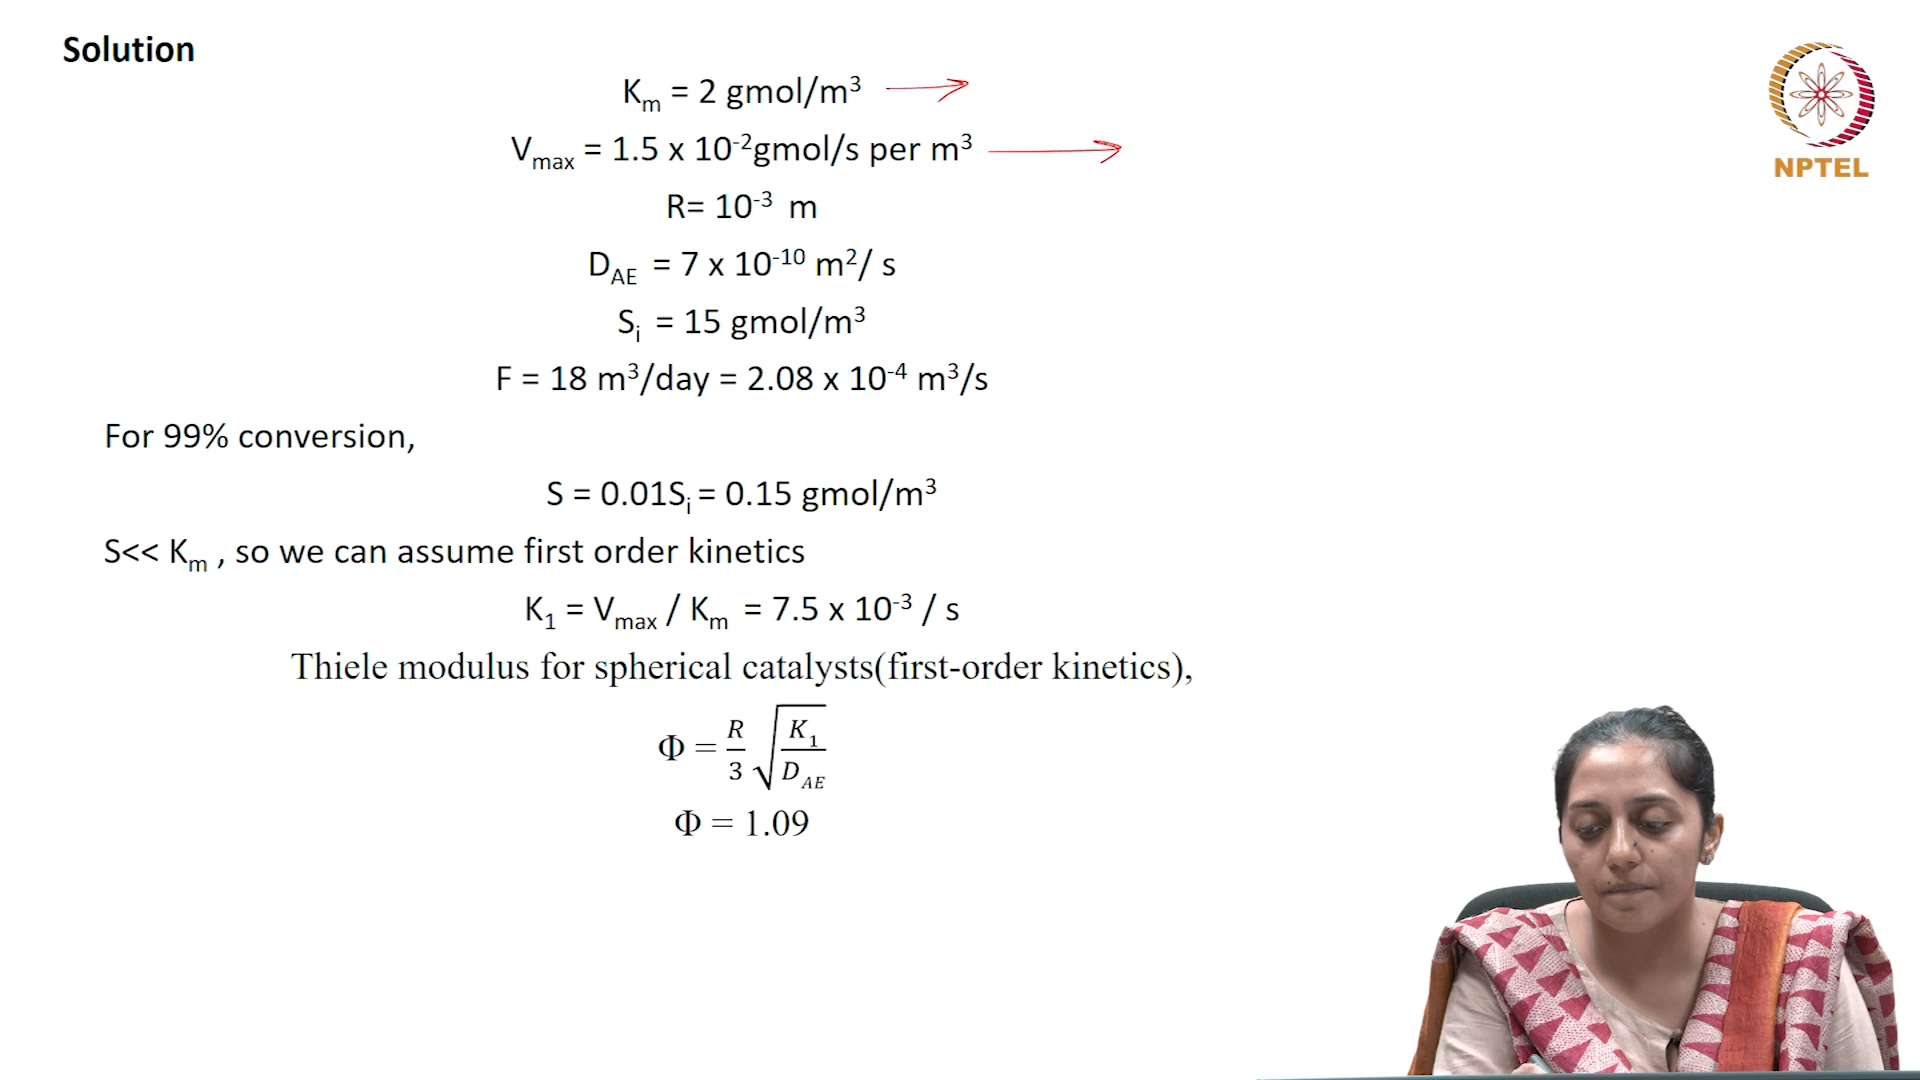 Solution
Kₘ = 2 gmol/m³
NPTEL
Vₘₐₓ = 1.5 x 10⁻²gmol/s per m³
R= 10⁻³ m
D_AE = 7 x 10⁻¹⁰ m²/ s
Sᵢ = 15 gmol/m³
F = 18 m³/day = 2.08 x 10⁻⁴ m³/s
For 99% conversion,
S = 0.01Sᵢ = 0.15 gmol/m³
S<< Kₘ , so we can assume first order kinetics
K₁ = Vₘₐₓ / Kₘ = 7.5 x 10⁻³ / s
Thiele modulus for spherical catalysts(first-order kinetics),
Φ = R/3 √(K₁/D_AE)
Φ = 1.09